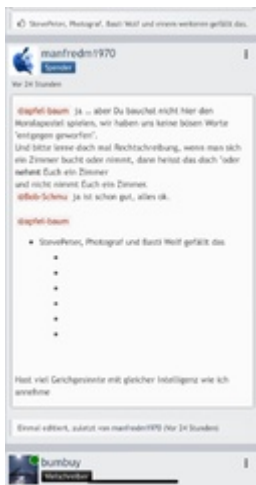 StevePeter, Photograf, Basti Wolf und einem weiteren gefällt das.
manfredm1970
Spender
Vor 24 Stunden
@apfel-baum ja .. aber Du bauchst nicht hier den
Moralapostel spielen, wir haben uns keine bösen Worte
"entgegen geworfen".
Und bitte lerne doch mal Rechtschreibung, wenn man sich
ein Zimmer bucht oder nimmt, dann heisst das doch "oder
nehmt Euch ein Zimmer
und nicht nimmt Euch ein Zimmer.
@Bob-Schmu ja ist schon gut, alles ok.
@apfel-baum
StevePeter, Photograf und Basti Wolf gefällt das
Hast viel Geichgesinnte mit gleicher Intelligenz wie ich
annehme
Einmal editiert, zuletzt von manfredm1970 (Vor 24 Stunden)
bumbuy